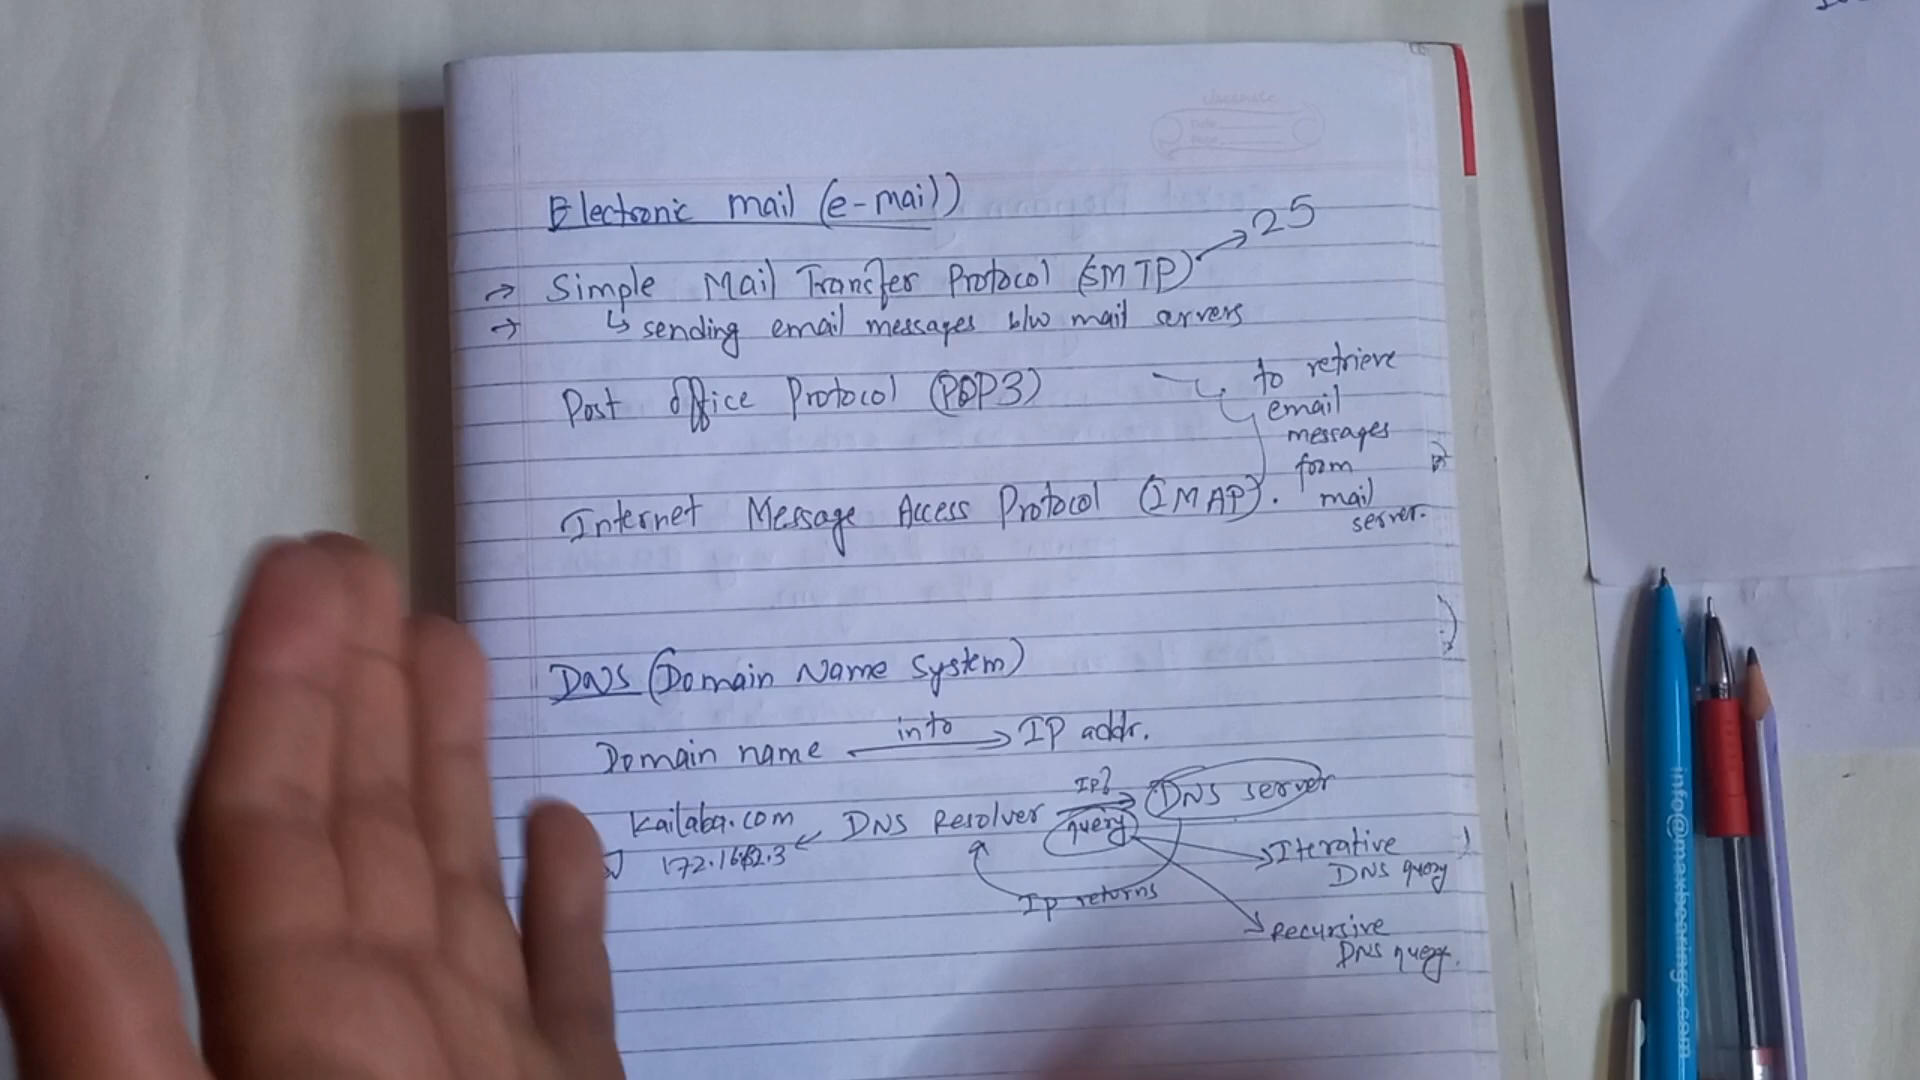 Electronic mail (e-mail)
→ Simple Mail Transfer Protocol (SMTP) → 25
→ ↳ sending email messages b/w mail servers
Post office Protocol (POP3)
to retrieve
email
messages
form
mail
server.
Internet Message Access Protocol (IMAP).
DNS (Domain Name System)
Domain name into → IP addr.
Kailaba.com ← DNS Resolver IP? → DNS server
query
172.16.2.3
Ip returns
Iterative
DNS query
Recursive
DNS query.
info@maxbearings.com